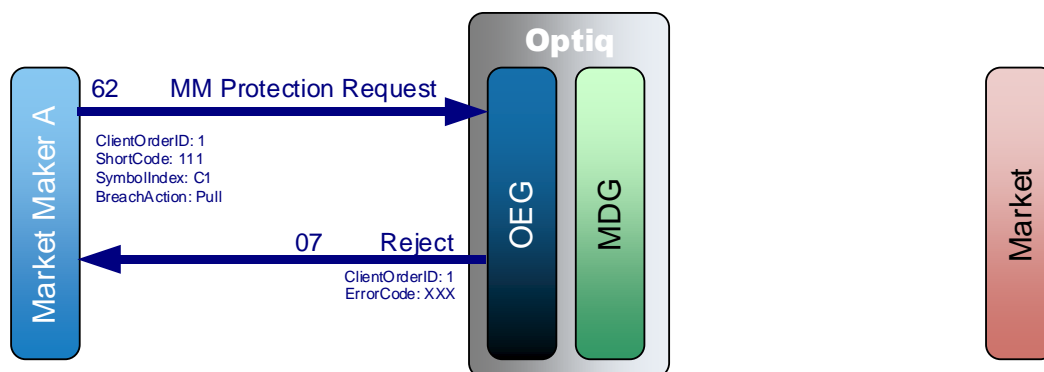 Optiq
62 MM Protection Request
ClientOrderID: 1
ShortCode: 111
SymbolIndex: C1
BreachAction: Pull
07 Reject
ClientOrderID: 1
ErrorCode: XXX
Market Maker A
OEG
MDG
Market